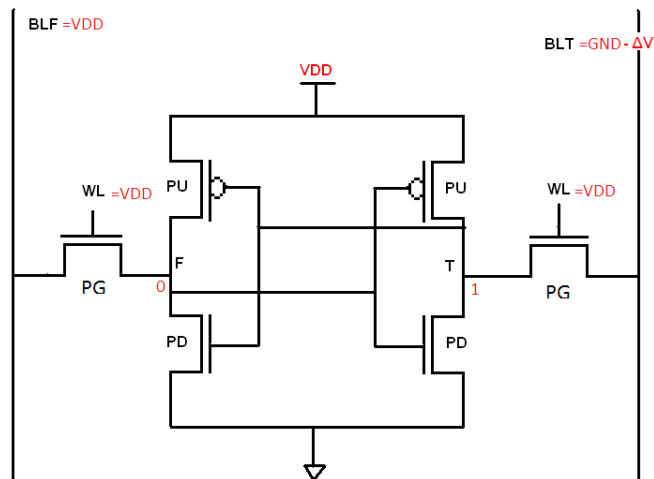 BLF =VDD
BLT =GND - ΔV
VDD
PU
PU
WL =VDD
WL =VDD
F
T
0
1
PG
PG
PD
PD